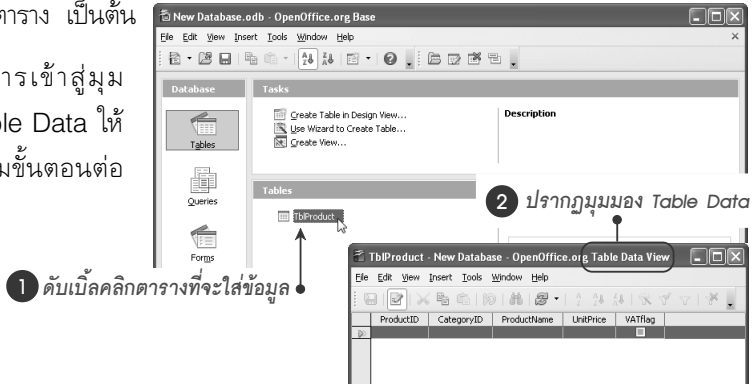 ตาราง เป็นต้น
การเข้าสู่มุม
Table Data ให้
ตามขั้นตอนต่อ
New Database.odb - OpenOffice.org Base
File Edit View Insert Tools Window Help
Database
Tasks
Tables
Create Table in Design View...
Use Wizard to Create Table...
Create View...
Description
Queries
Tables
TblProduct
Forms
2 ปรากฏมุมมอง Table Data
1 ดับเบิ้ลคลิกตารางที่จะใส่ข้อมูล
TblProduct - New Database - OpenOffice.org Table Data View
File Edit View Insert Tools Window Help
ProductID CategoryID ProductName UnitPrice VATflag